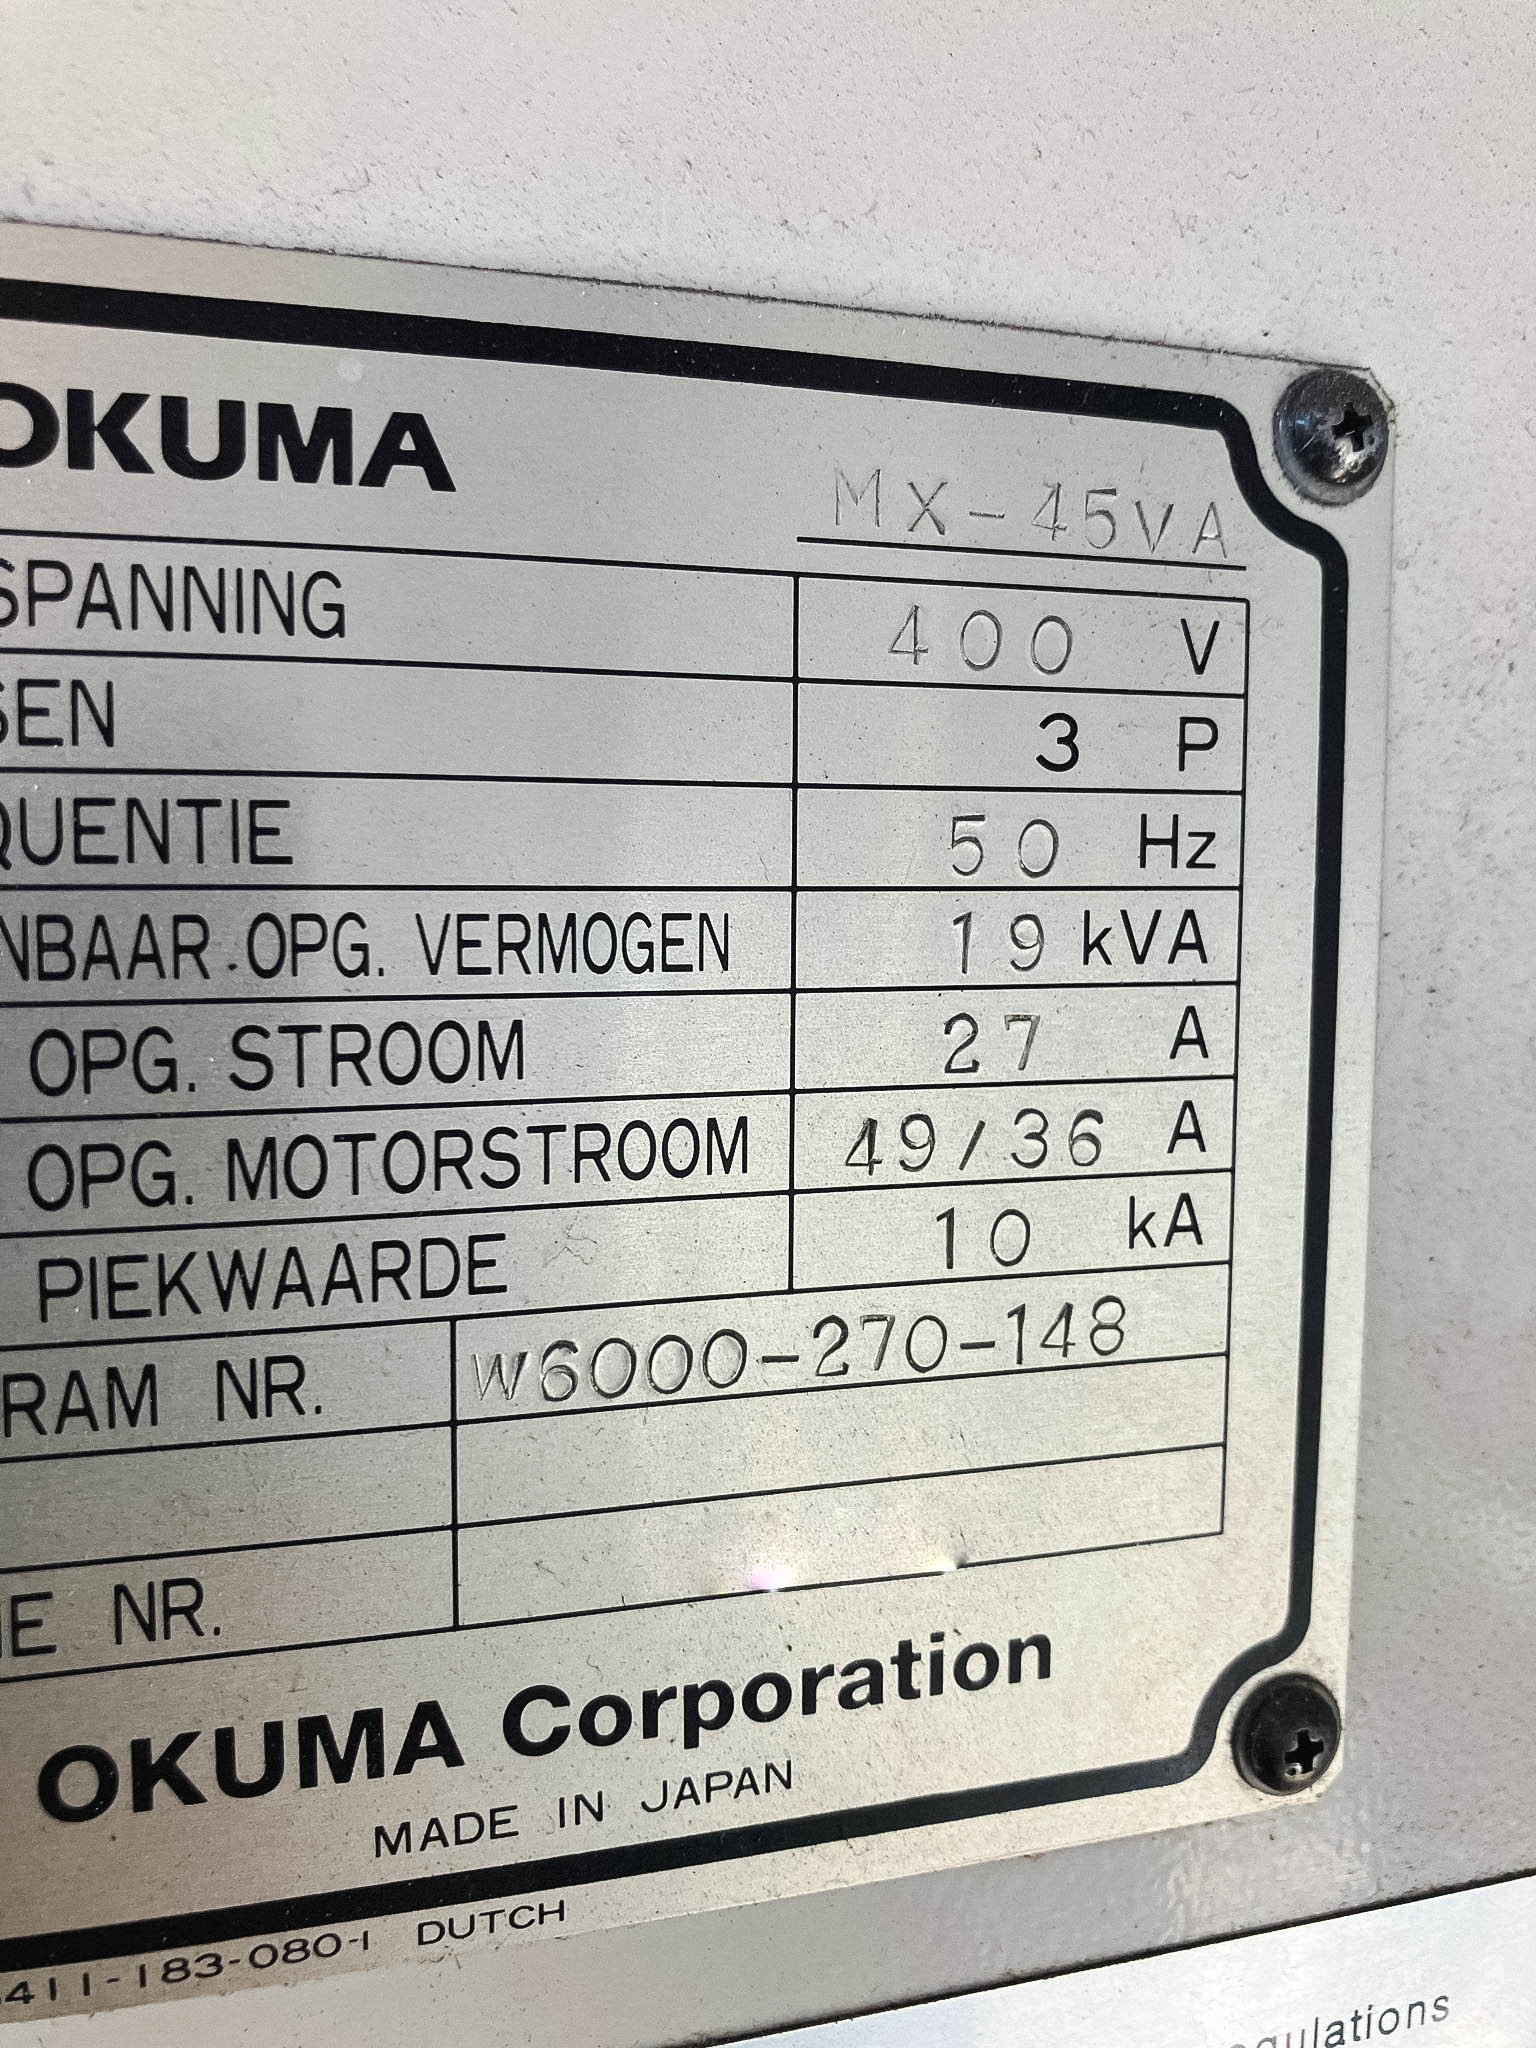 OKUMA
MX-45VA
SPANNING 400 V
SEN 3 P
QUENTIE 50 Hz
NBAAR.OPG. VERMOGEN 19 kVA
OPG. STROOM 27 A
OPG. MOTORSTROOM 49/36 A
PIEKWAARDE 10 kA
RAM NR. W6000-270-148
E NR.
OKUMA Corporation
MADE IN JAPAN
411-183-080-1 DUTCH
gulations